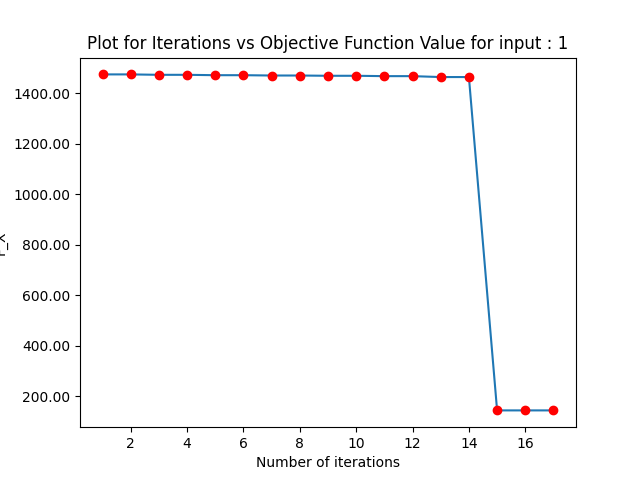 Plot for Iterations vs Objective Function Value for input : 1
1400.00
1200.00
1000.00
800.00
600.00
400.00
200.00
2 4 6 8 10 12 14 16
Number of iterations